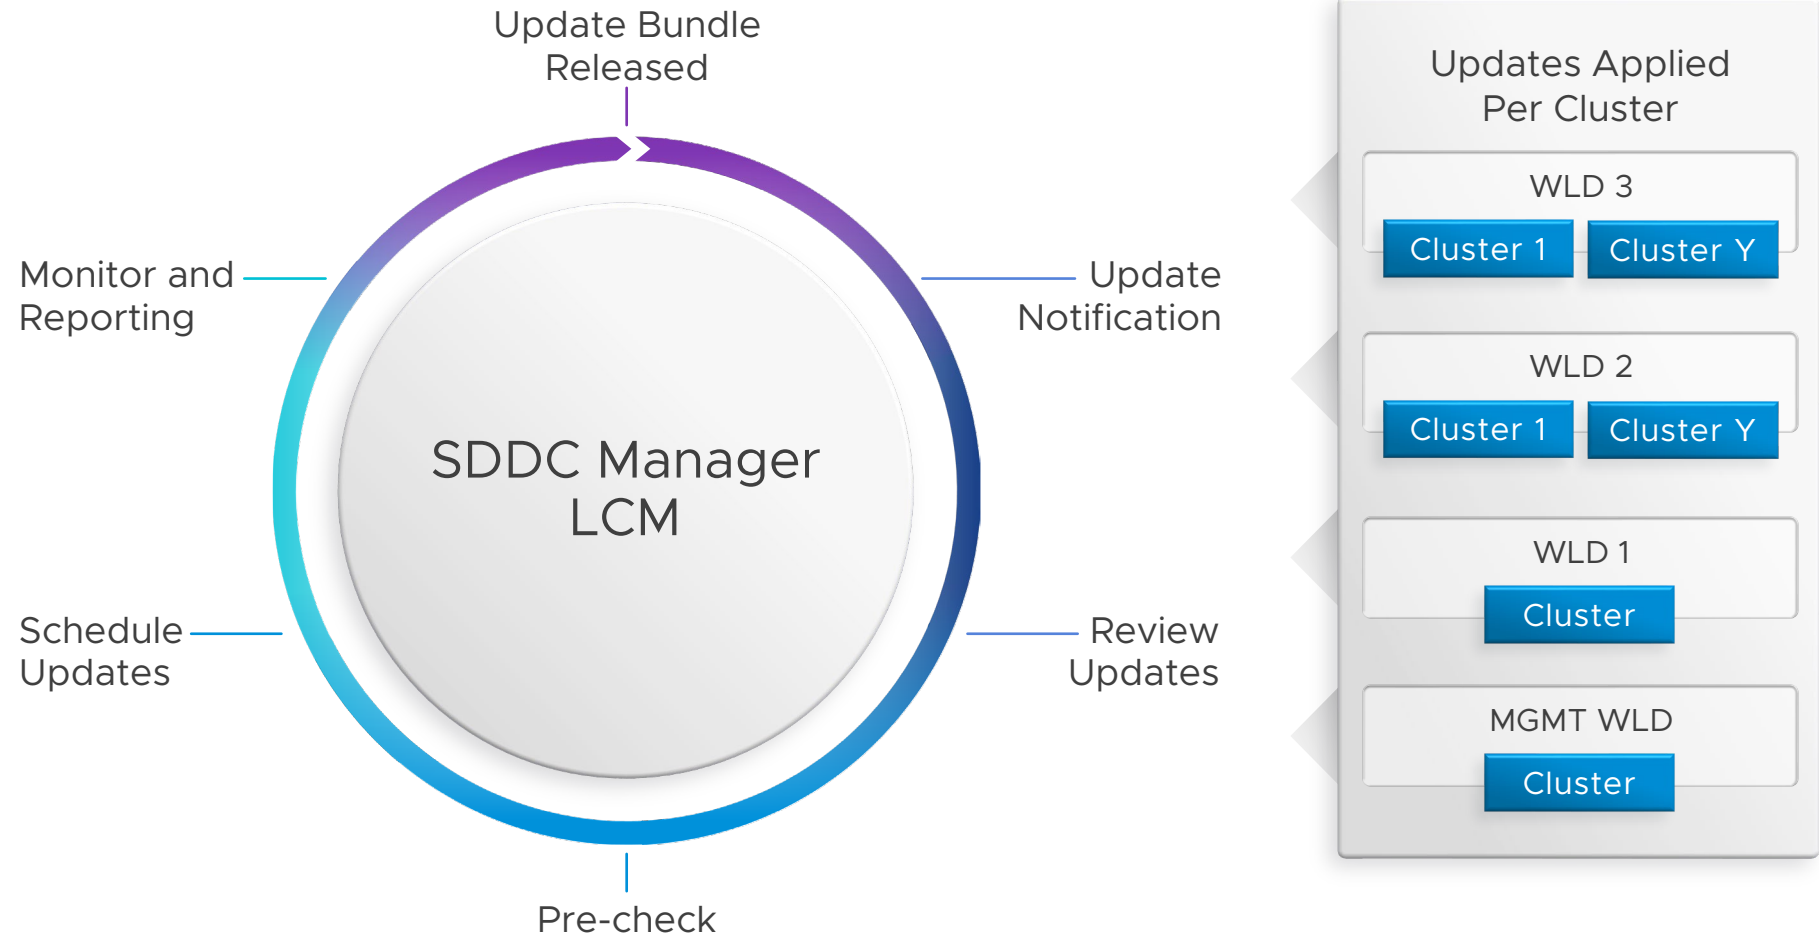 Update Bundle
Released
Update
Notification
Review
Updates
Pre-check
Schedule
Updates
Monitor and
Reporting
SDDC Manager
LCM
Updates Applied
Per Cluster
WLD 3
Cluster 1
Cluster Y
WLD 2
Cluster 1
Cluster Y
WLD 1
Cluster
MGMT WLD
Cluster